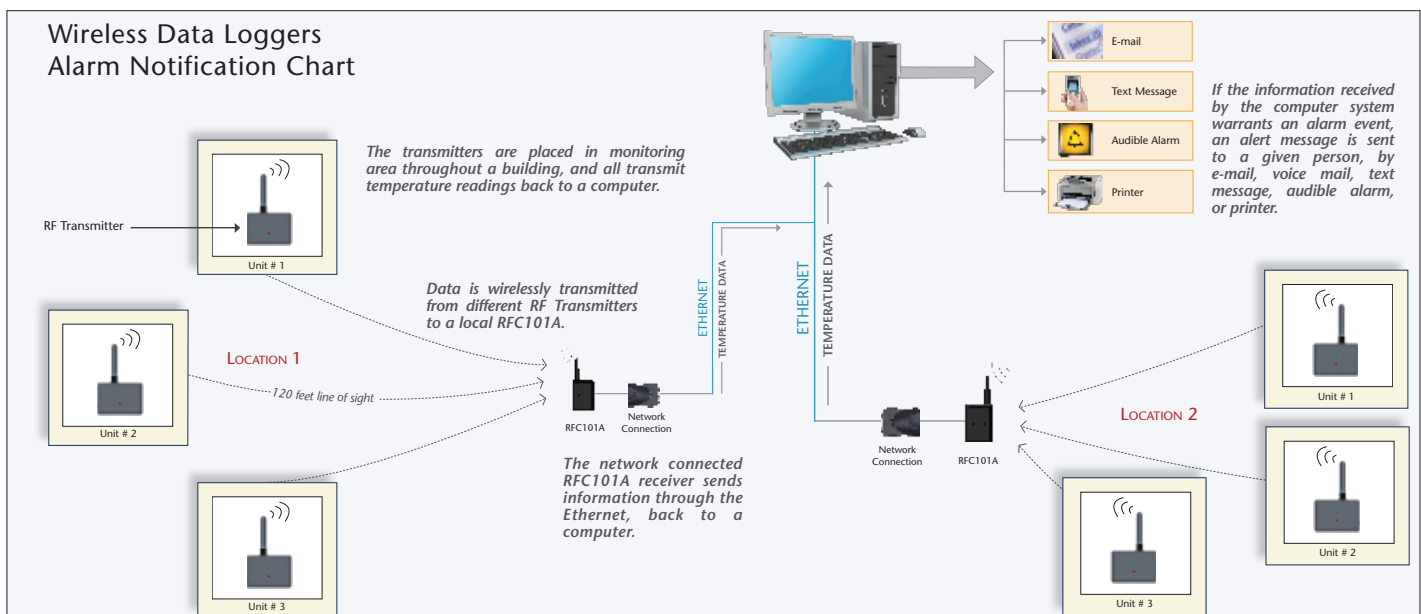 Wireless Data Loggers
Alarm Notification Chart
The transmitters are placed in monitoring
area throughout a building, and all transmit
temperature readings back to a computer.
RF Transmitter
Unit # 1
Data is wirelessly transmitted
from different RF Transmitters
to a local RFC101A.
LOCATION 1
120 feet line of sight
Unit # 2
Unit # 3
RFC101A
Network
Connection
The network connected
RFC101A receiver sends
information through the
Ethernet, back to a
computer.
ETHERNET
TEMPERATURE DATA
ETHERNET
TEMPERATURE DATA
E-mail
Text Message
Audible Alarm
Printer
If the information received
by the computer system
warrants an alarm event,
an alert message is sent
to a given person, by
e-mail, voice mail, text
message, audible alarm,
or printer.
Network
Connection
RFC101A
LOCATION 2
Unit # 1
Unit # 2
Unit # 3